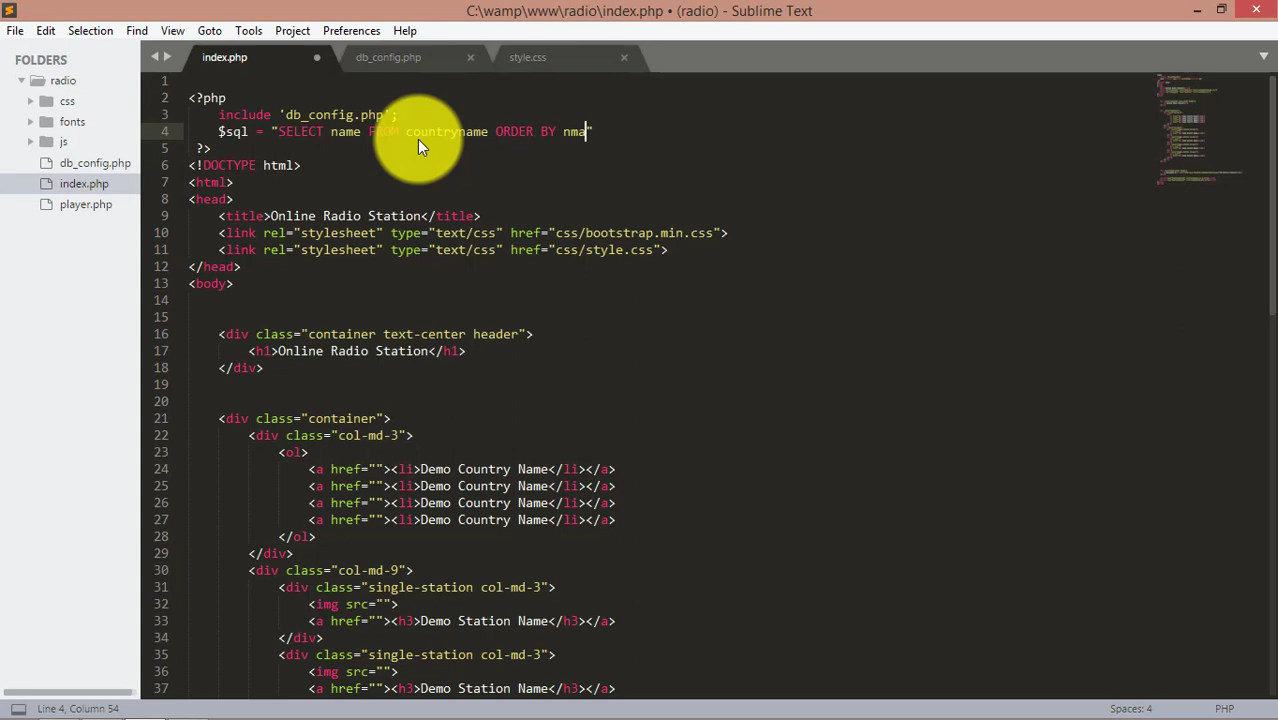 C:\wamp\www\radio\index.php • (radio) - Sublime Text
File Edit Selection Find View Goto Tools Project Preferences Help
FOLDERS
radio
css
fonts
js
db_config.php
index.php
player.php
index.php db_config.php style.css
1
2 <?php
3 include 'db_config.php';
4 $sql = "SELECT name FROM countryname ORDER BY nma"
5 ?>
6 <!DOCTYPE html>
7 <html>
8 <head>
9 <title>Online Radio Station</title>
10 <link rel="stylesheet" type="text/css" href="css/bootstrap.min.css">
11 <link rel="stylesheet" type="text/css" href="css/style.css">
12 </head>
13 <body>
14
15
16 <div class="container text-center header">
17 <h1>Online Radio Station</h1>
18 </div>
19
20
21 <div class="container">
22 <div class="col-md-3">
23 <ol>
24 <a href=""><li>Demo Country Name</li></a>
25 <a href=""><li>Demo Country Name</li></a>
26 <a href=""><li>Demo Country Name</li></a>
27 <a href=""><li>Demo Country Name</li></a>
28 </ol>
29 </div>
30 <div class="col-md-9">
31 <div class="single-station col-md-3">
32 <img src="">
33 <a href=""><h3>Demo Station Name</h3></a>
34 </div>
35 <div class="single-station col-md-3">
36 <img src="">
37 <a href=""><h3>Demo Station Name</h3></a>
Line 4, Column 54 Spaces: 4 PHP